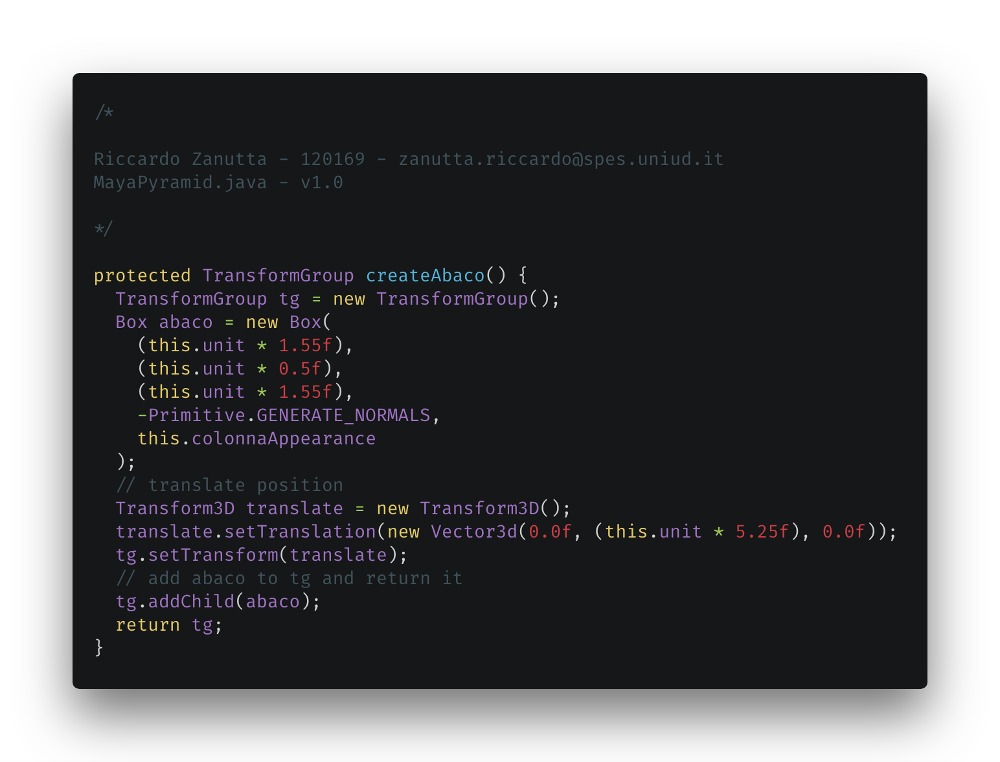 /*
Riccardo Zanutta - 120169 - zanutta.riccardo@spes.uniud.it
MayaPyramid.java - v1.0
*/
protected TransformGroup createAbaco() {
  TransformGroup tg = new TransformGroup();
  Box abaco = new Box(
    (this.unit * 1.55f),
    (this.unit * 0.5f),
    (this.unit * 1.55f),
    -Primitive.GENERATE_NORMALS,
    this.colonnaAppearance
  );
  // translate position
  Transform3D translate = new Transform3D();
  translate.setTranslation(new Vector3d(0.0f, (this.unit * 5.25f), 0.0f));
  tg.setTransform(translate);
  // add abaco to tg and return it
  tg.addChild(abaco);
  return tg;
}